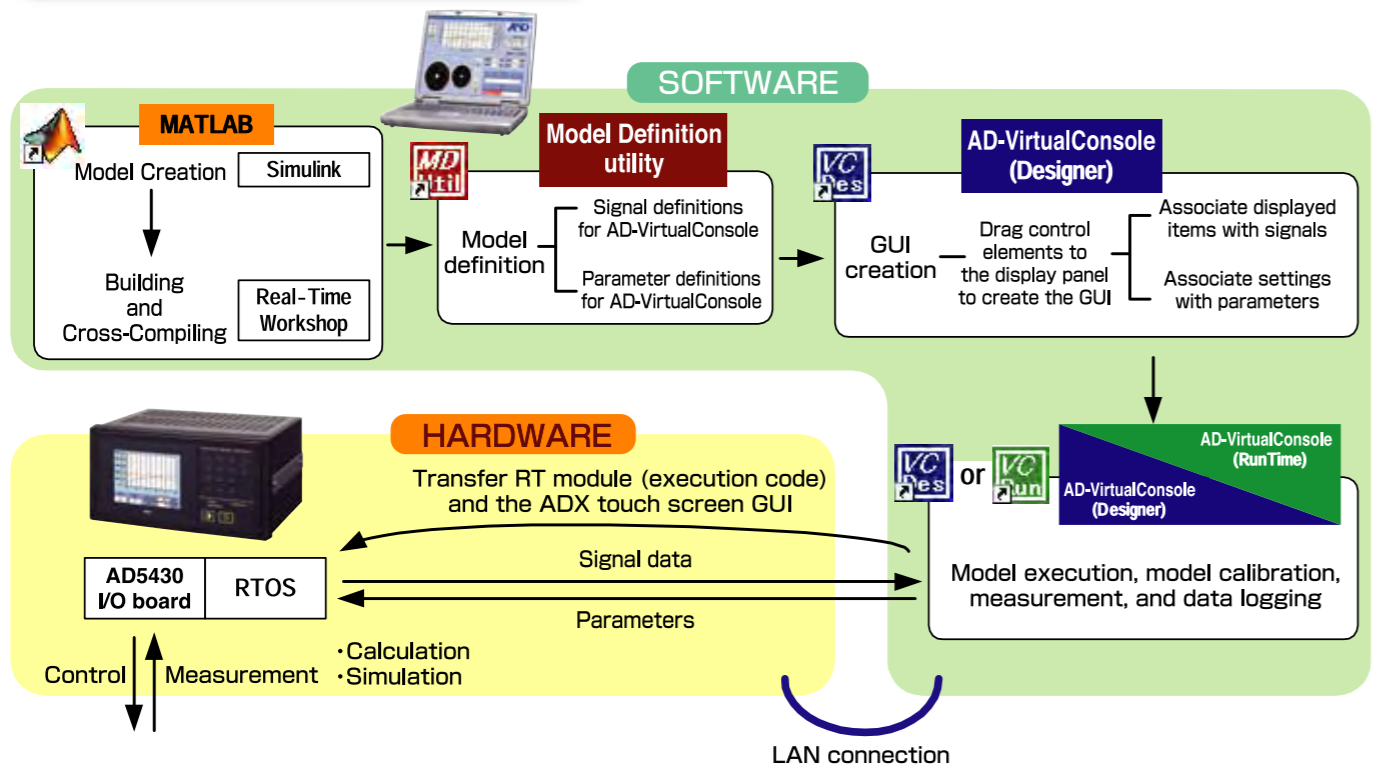 SOFTWARE
MATLAB
Model Creation
Simulink
Building
and
Cross-Compiling
Real-Time
Workshop
Model Definition
utility
MD
Util
Model
definition
Signal definitions
for AD-VirtualConsole
Parameter definitions
for AD-VirtualConsole
AD-VirtualConsole
(Designer)
VC
Des
GUI
creation
Drag control
elements to
the display panel
to create the GUI
Associate displayed
items with signals
Associate settings
with parameters
HARDWARE
Transfer RT module (execution code)
and the ADX touch screen GUI
Signal data
Parameters
AD5430
I/O board
RTOS
Control
Measurement
・Calculation
・Simulation
VC
Des
or
VC
Run
AD-VirtualConsole
(RunTime)
AD-VirtualConsole
(Designer)
Model execution, model calibration,
measurement, and data logging
LAN connection